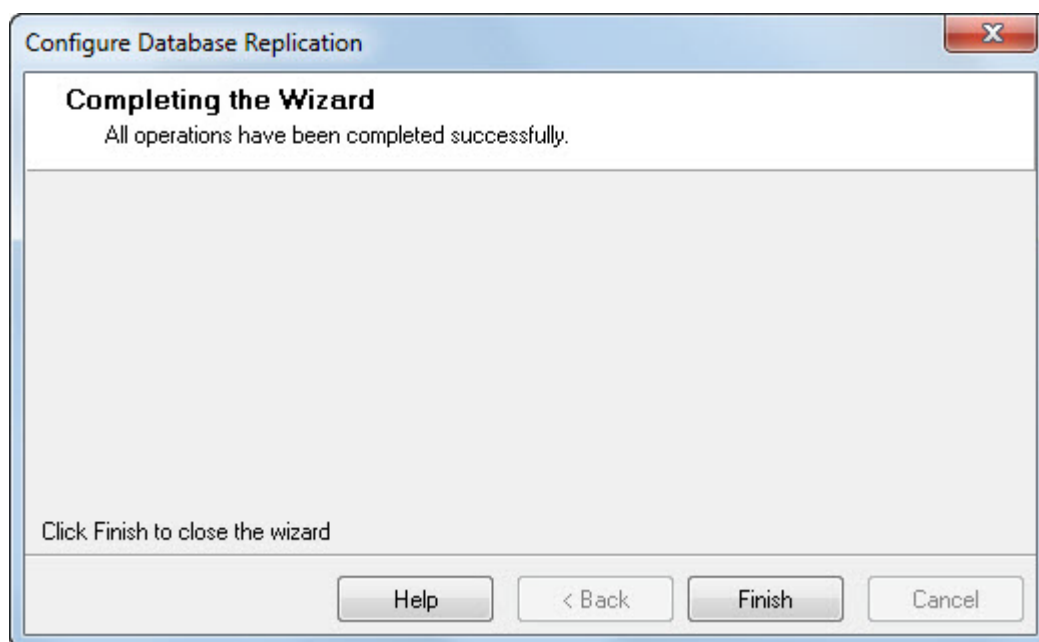 Configure Database Replication
Completing the Wizard
All operations have been completed successfully.
Click Finish to close the wizard
Help
< Back
Finish
Cancel